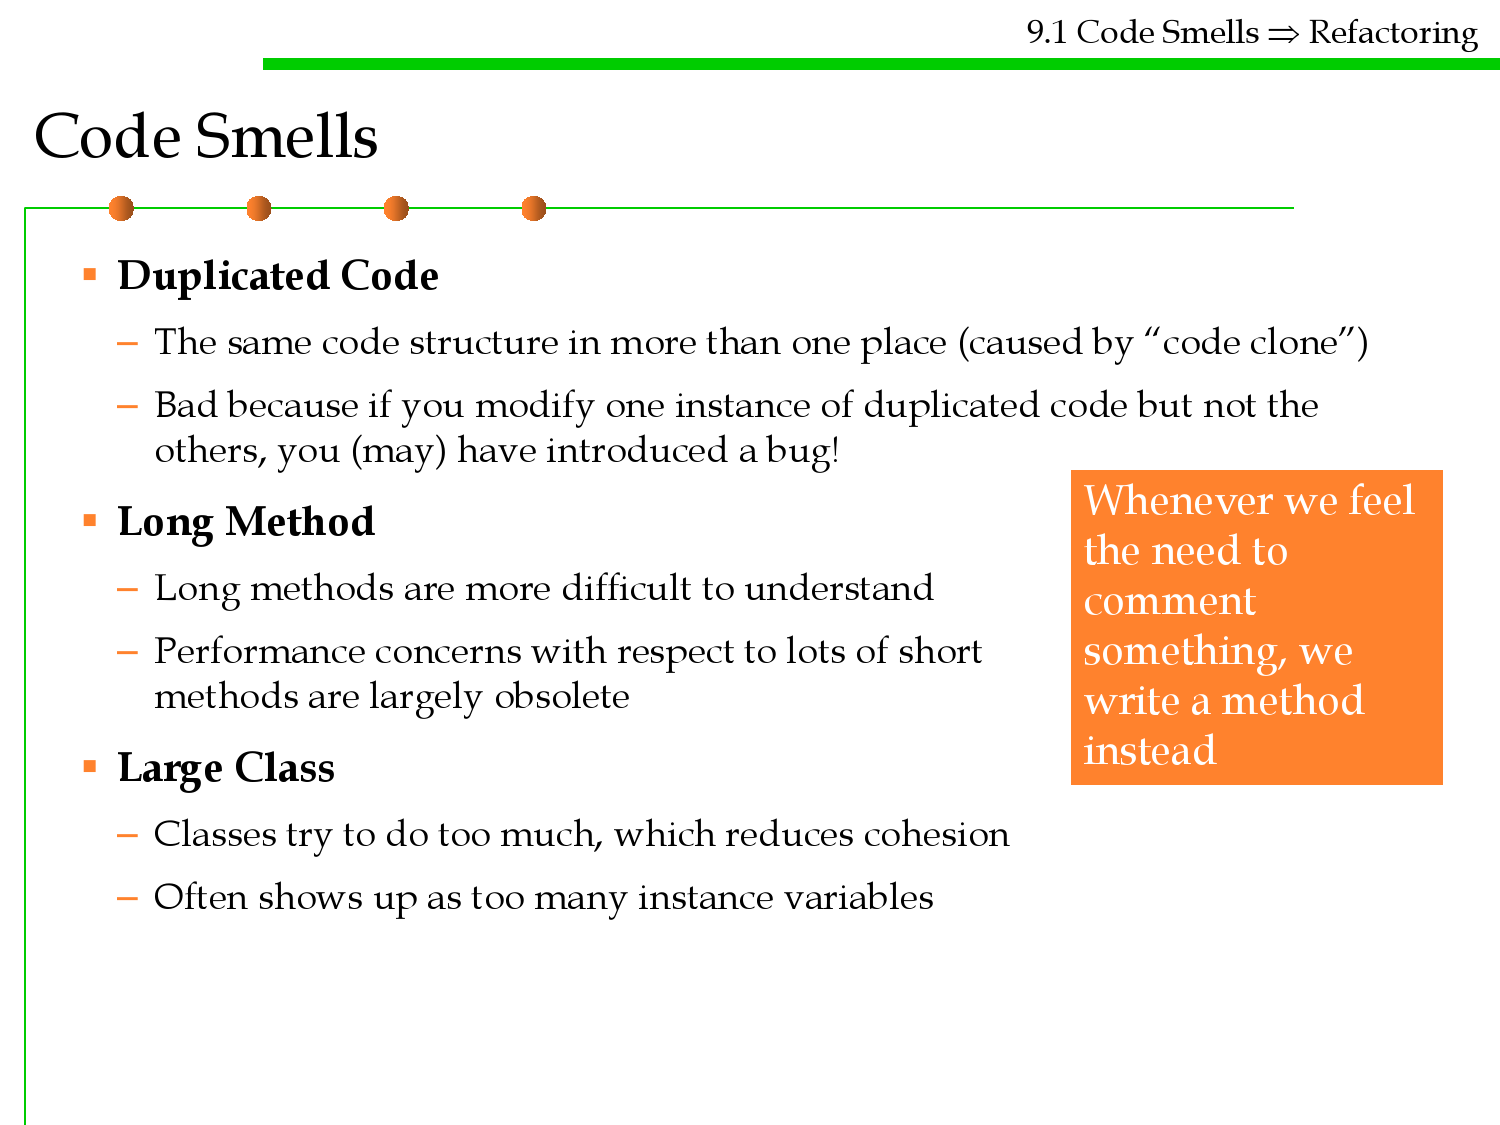 9.1 Code Smells ⇒ Refactoring
Code Smells
▪ Duplicated Code
– The same code structure in more than one place (caused by “code clone”)
– Bad because if you modify one instance of duplicated code but not the
others, you (may) have introduced a bug!
▪ Long Method
– Long methods are more difficult to understand
– Performance concerns with respect to lots of short
methods are largely obsolete
▪ Large Class
– Classes try to do too much, which reduces cohesion
– Often shows up as too many instance variables
Whenever we feel
the need to
comment
something, we
write a method
instead